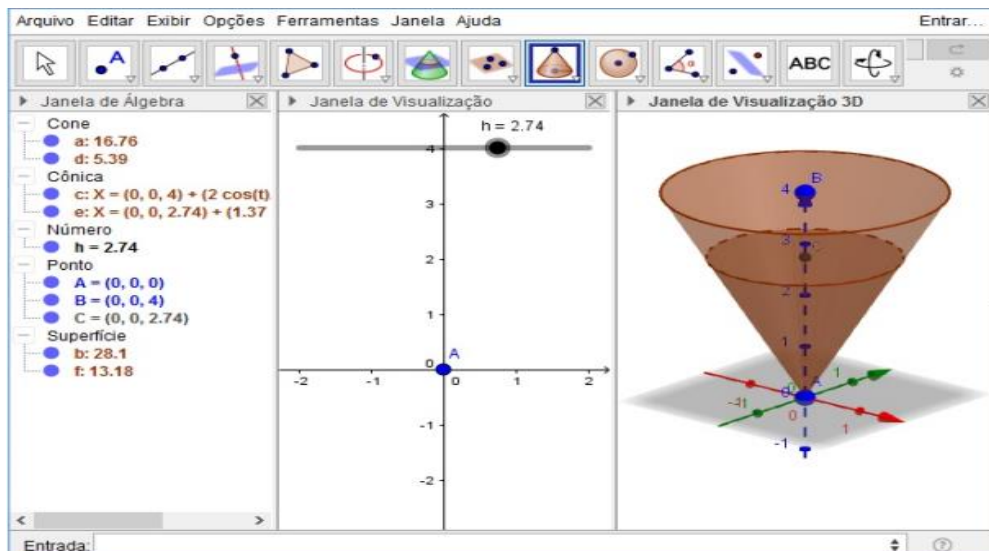 Arquivo Editar Exibir Opções Ferramentas Janela Ajuda Entrar...
A ABC
Janela de Álgebra
Cone
a: 16.76
d: 5.39
Cônica
c: X = (0, 0, 4) + (2 cos(t)
e: X = (0, 0, 2.74) + (1.37
Número
h = 2.74
Ponto
A = (0, 0, 0)
B = (0, 0, 4)
C = (0, 0, 2.74)
Superfície
b: 28.1
f: 13.18
Janela de Visualização
h = 2.74
4
3
2
1
0 A
-2 -1 0 1 2
-1
-2
Janela de Visualização 3D
B
4
3
C
2
1
1 0 A 1
0
-1
0 1
-1
Entrada: